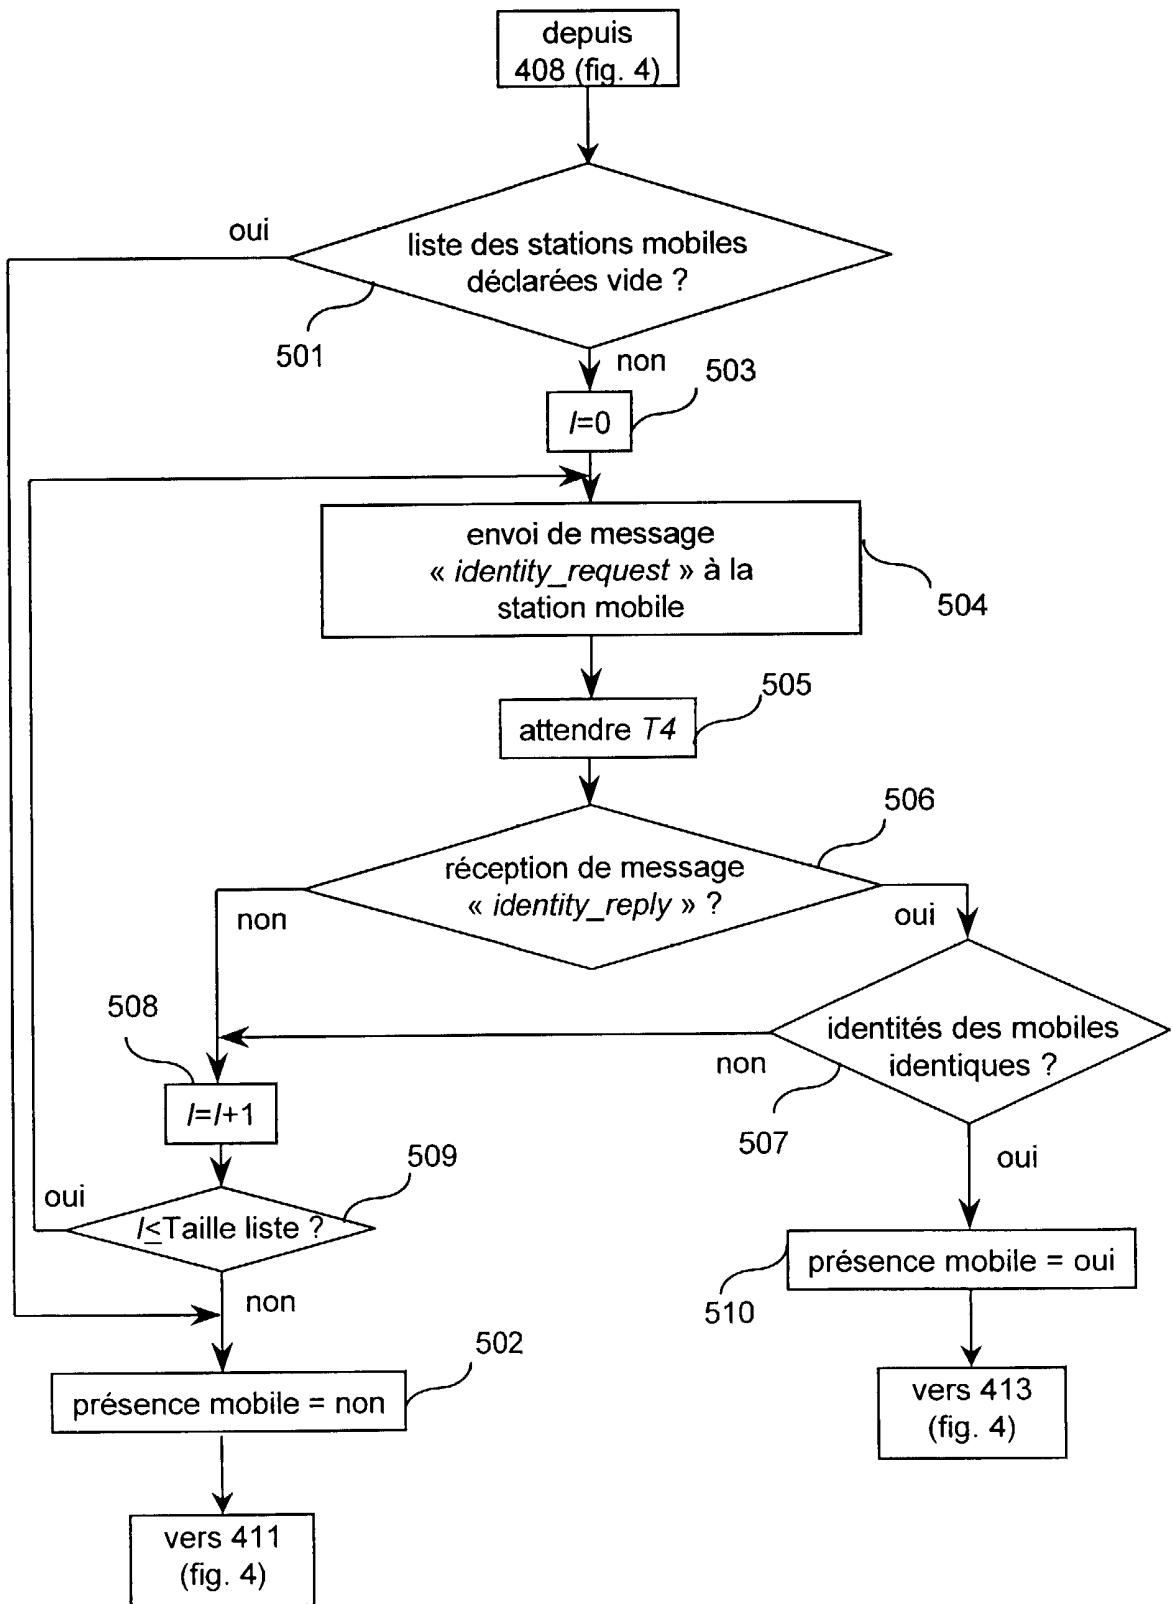 depuis
408 (fig. 4)
oui
liste des stations mobiles
déclarées vide ?
501
non
503
I=0
envoi de message
« identity_request » à la
station mobile
504
505
attendre T4
506
réception de message
« identity_reply » ?
non
oui
508
identités des mobiles
identiques ?
non
I=I+1
507
509
oui
oui
I≤Taille liste ?
présence mobile = oui
non
510
502
présence mobile = non
vers 413
(fig. 4)
vers 411
(fig. 4)